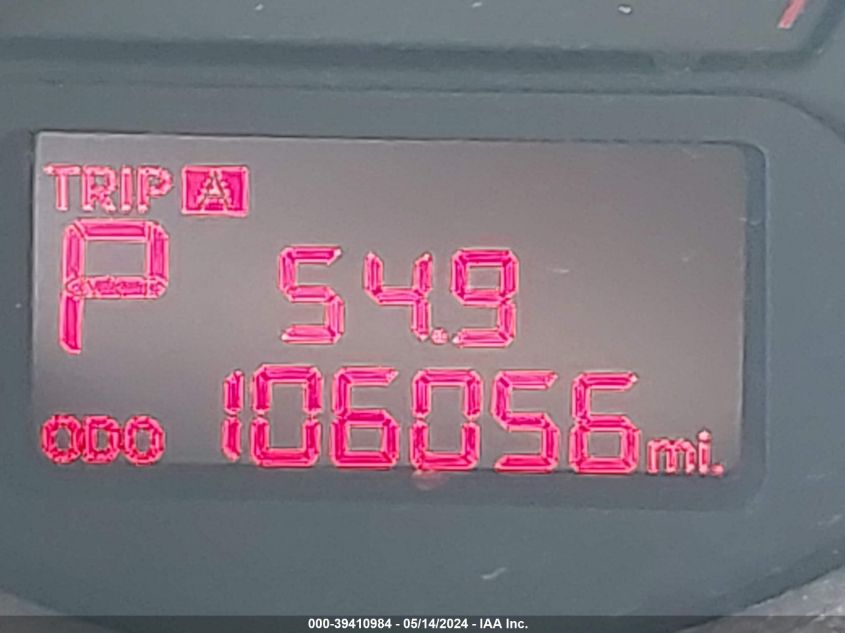 TRIP A
P 54.9
ODO 106056 mi.
000-39410984 - 05/14/2024 - IAA Inc.